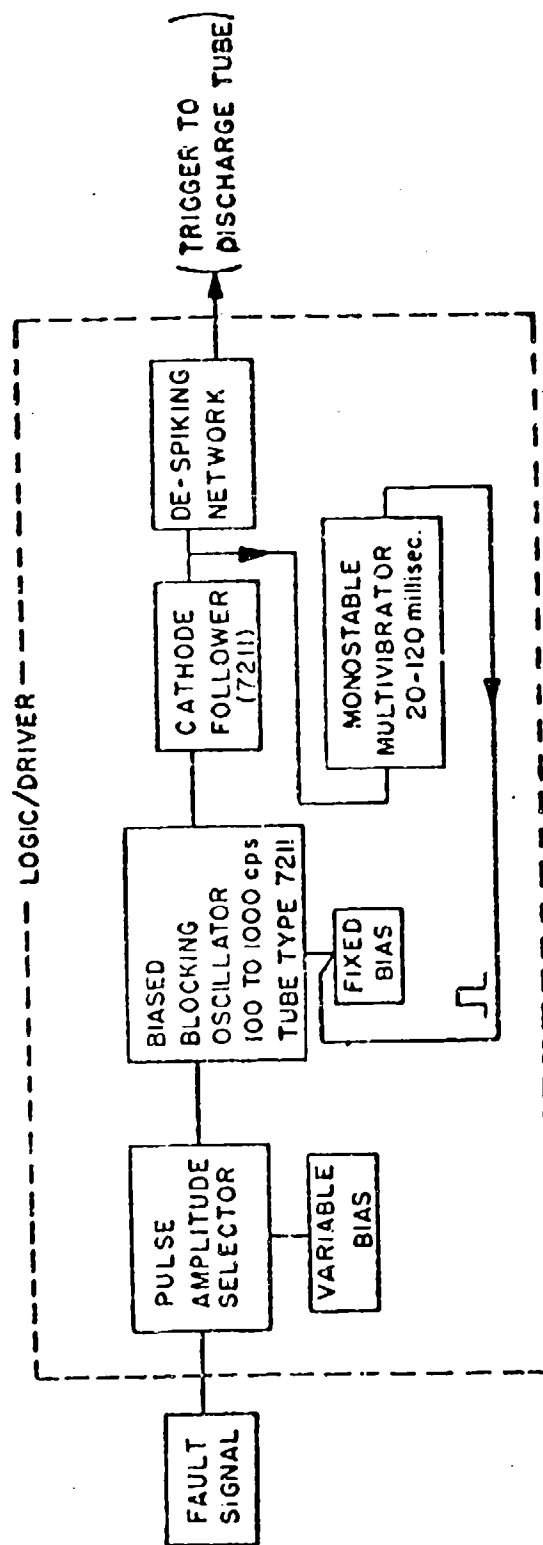 LOGIC/DRIVER
FAULT
SIGNAL
PULSE
AMPLITUDE
SELECTOR
VARIABLE
BIAS
BIASED
BLOCKING
OSCILLATOR
100 TO 1000 cps
TUBE TYPE 7211
FIXED
BIAS
CATHODE
FOLLOWER
(7211)
DE-SPIKING
NETWORK
MONOSTABLE
MULTIVIBRATOR
20-120 millisec.
(TRIGGER TO
DISCHARGE TUBE)